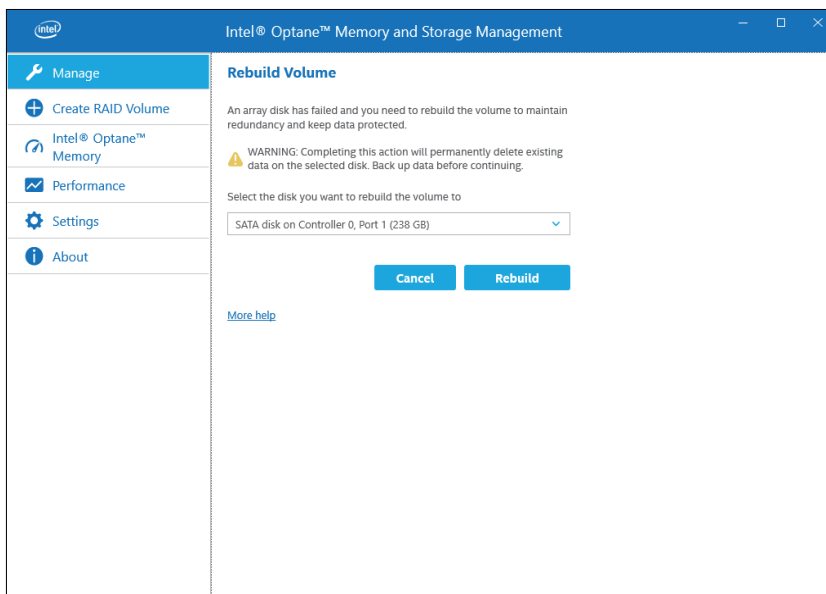 intel
Intel® Optane™ Memory and Storage Management
Manage
Create RAID Volume
Intel® Optane™
Memory
Performance
Settings
About
Rebuild Volume
An array disk has failed and you need to rebuild the volume to maintain
redundancy and keep data protected.
WARNING: Completing this action will permanently delete existing
data on the selected disk. Back up data before continuing.
Select the disk you want to rebuild the volume to
SATA disk on Controller 0, Port 1 (238 GB)
Cancel
Rebuild
More help